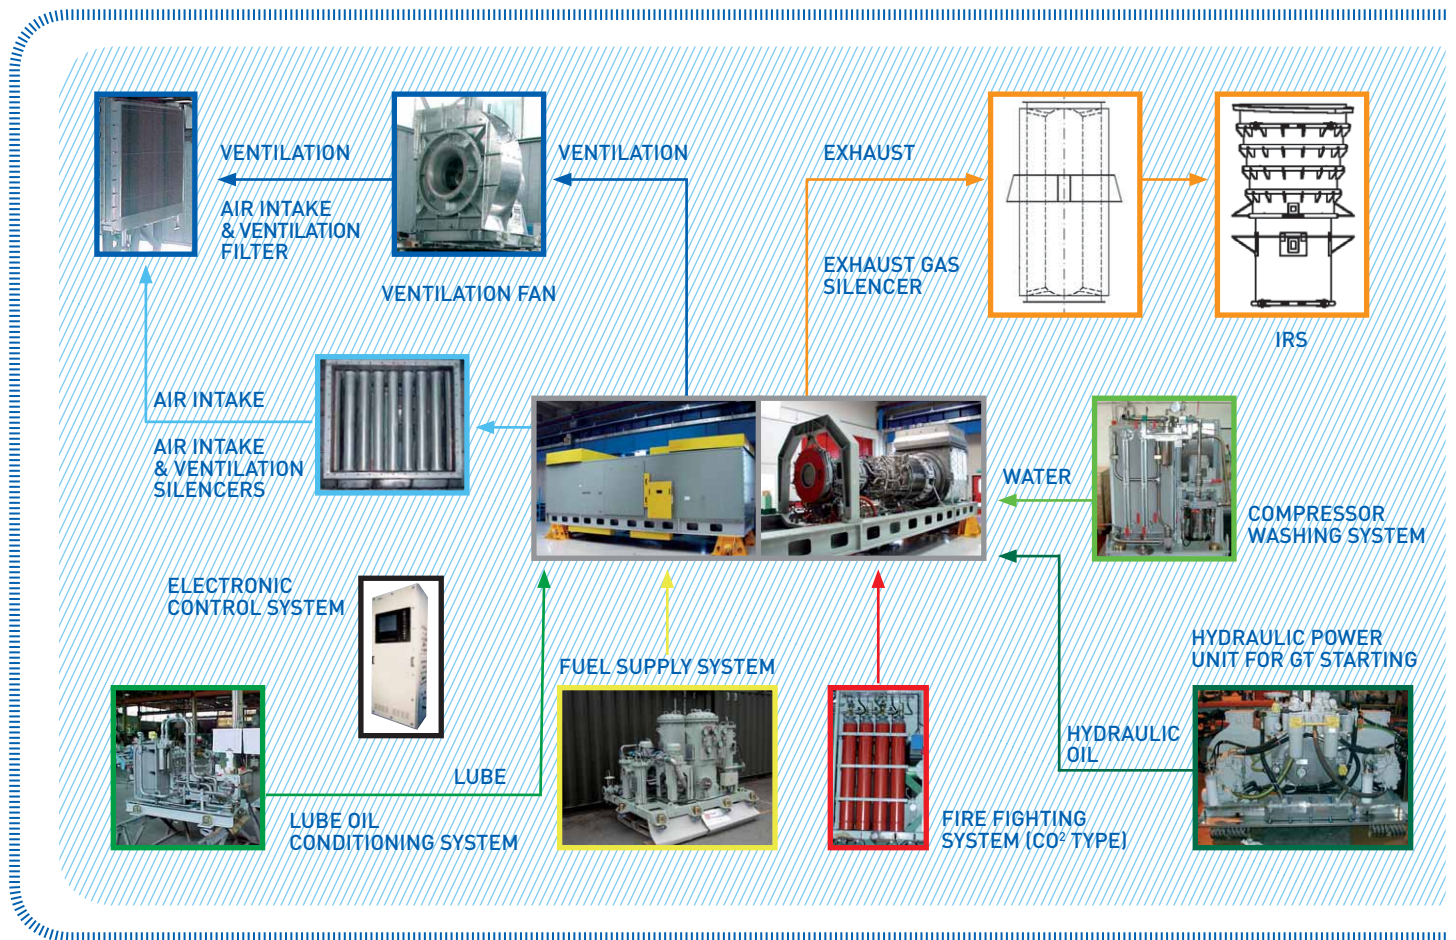 VENTILATION
AIR INTAKE
& VENTILATION
FILTER
VENTILATION
VENTILATION FAN
EXHAUST
EXHAUST GAS
SILENCER
IRS
AIR INTAKE
AIR INTAKE
& VENTILATION
SILENCERS
WATER
COMPRESSOR
WASHING SYSTEM
ELECTRONIC
CONTROL SYSTEM
FUEL SUPPLY SYSTEM
HYDRAULIC POWER
UNIT FOR GT STARTING
HYDRAULIC
OIL
LUBE
LUBE OIL
CONDITIONING SYSTEM
FIRE FIGHTING
SYSTEM (CO² TYPE)